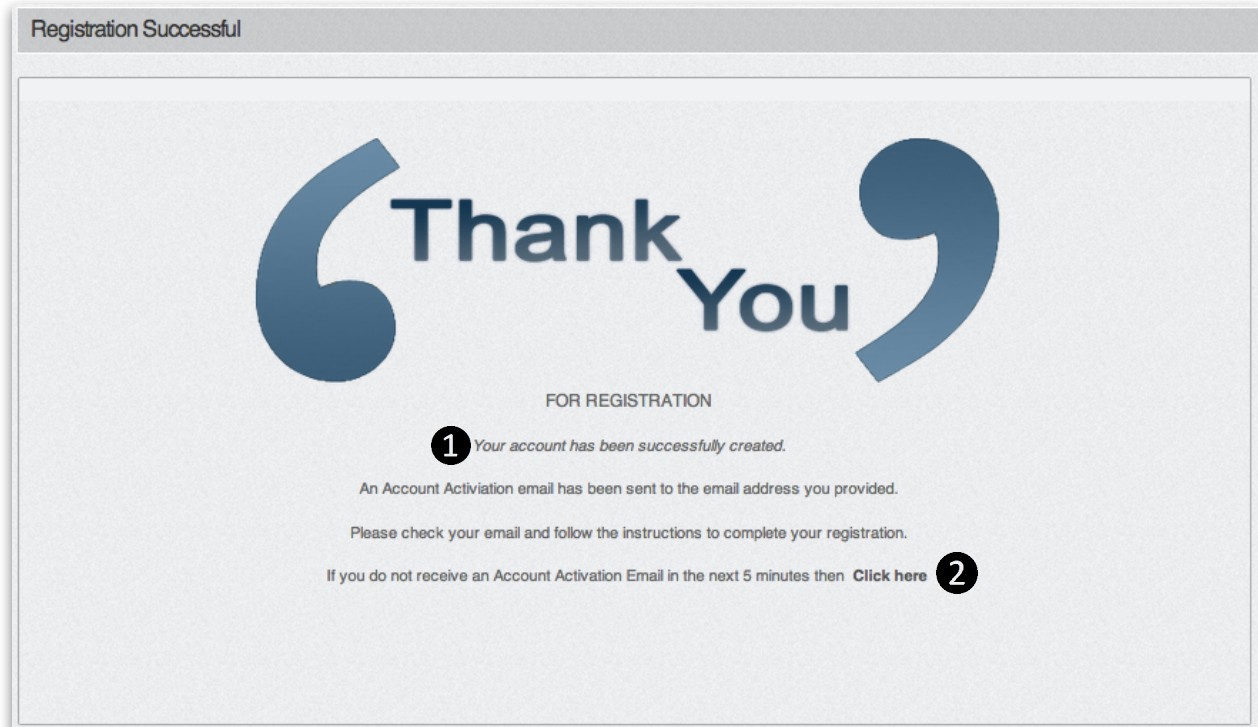 Registration Successful
Thank
You
FOR REGISTRATION
1 Your account has been successfully created.
An Account Activiation email has been sent to the email address you provided.
Please check your email and follow the instructions to complete your registration.
If you do not receive an Account Activation Email in the next 5 minutes then Click here 2